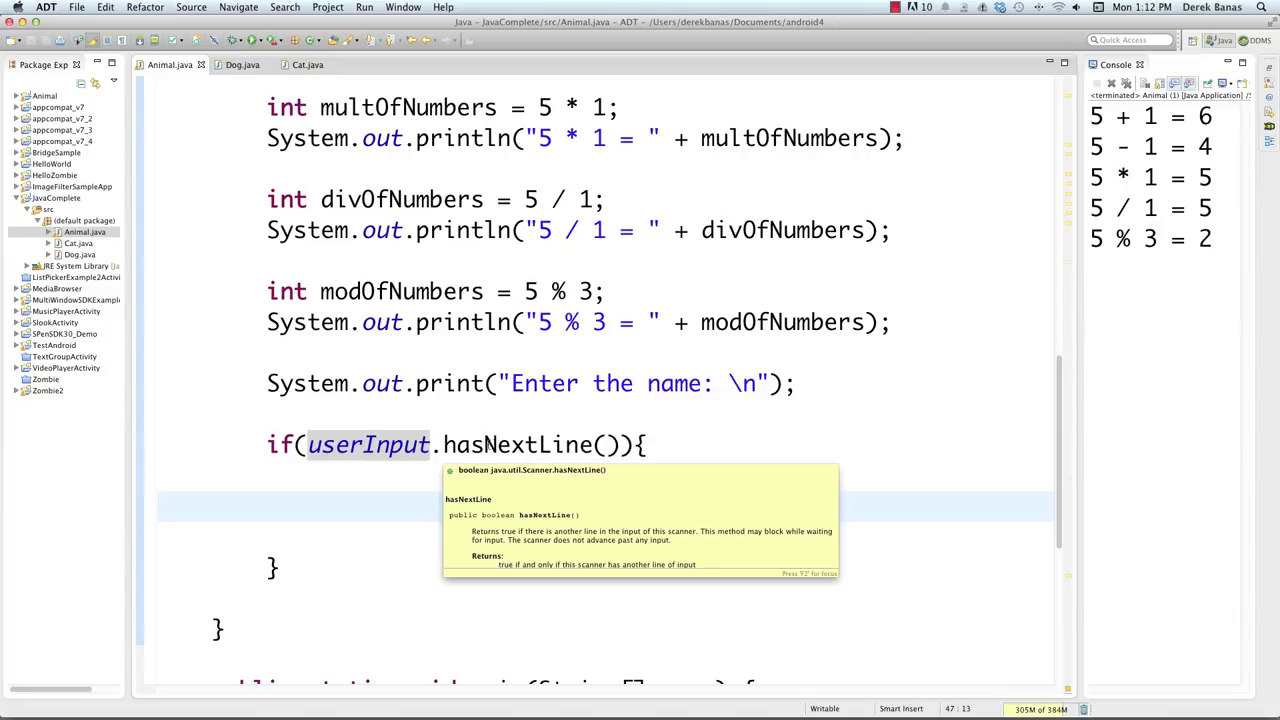 ADT File Edit Refactor Source Navigate Search Project Run Window Help
10 Mon 1:12 PM Derek Banas
Java – JavaComplete/src/Animal.java – ADT – /Users/derekbanas/Documents/android4
Quick Access Java DDMS
Package Exp
Animal.java Dog.java Cat.java
Console
Animal
appcompat_v7
appcompat_v7_2
appcompat_v7_3
appcompat_v7_4
BridgeSample
HelloWorld
HelloZombie
ImageFilterSampleApp
JavaComplete
src
(default package)
Animal.java
Cat.java
Dog.java
JRE System Library [ja
ListPickerExample2Activi
MediaBrowser
MultiWindowSDKExample
MusicPlayerActivity
SlookActivity
SPenSDK30_Demo
TestAndroid
TextGroupActivity
VideoPlayerActivity
Zombie
Zombie2
int multOfNumbers = 5 * 1;
System.out.println("5 * 1 = " + multOfNumbers);
int divOfNumbers = 5 / 1;
System.out.println("5 / 1 = " + divOfNumbers);
int modOfNumbers = 5 % 3;
System.out.println("5 % 3 = " + modOfNumbers);
System.out.print("Enter the name: \n");
if(userInput.hasNextLine()){
boolean java.util.Scanner.hasNextLine()
hasNextLine
public boolean hasNextLine()
Returns true if there is another line in the input of this scanner. This method may block while waiting
for input. The scanner does not advance past any input.
Returns:
true if and only if this scanner has another line of input
Press 'F2' for focus
}
}
<terminated> Animal (1) [Java Application] /S
5 + 1 = 6
5 - 1 = 4
5 * 1 = 5
5 / 1 = 5
5 % 3 = 2
Writable Smart Insert 47 : 13 305M of 384M